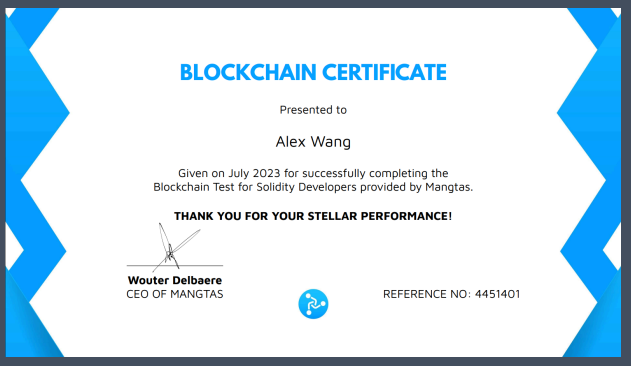 BLOCKCHAIN CERTIFICATE
Presented to
Alex Wang
Given on July 2023 for successfully completing the
Blockchain Test for Solidity Developers provided by Mangtas.
THANK YOU FOR YOUR STELLAR PERFORMANCE!
Wouter Delbaere
CEO OF MANGTAS
REFERENCE NO: 4451401